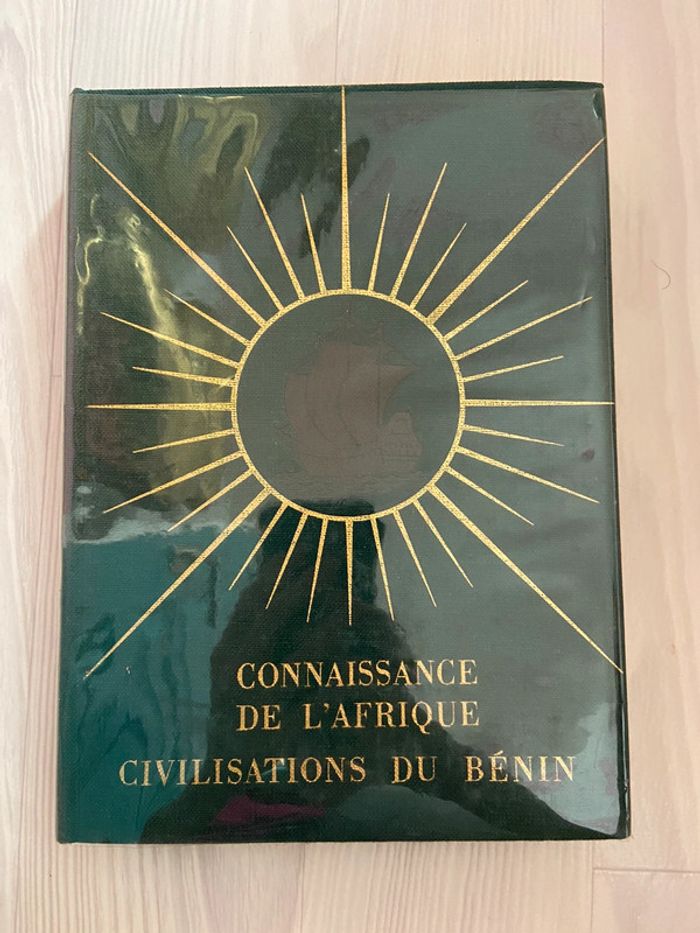 CONNAISSANCE
DE L'AFRIQUE
CIVILISATIONS DU BÉNIN